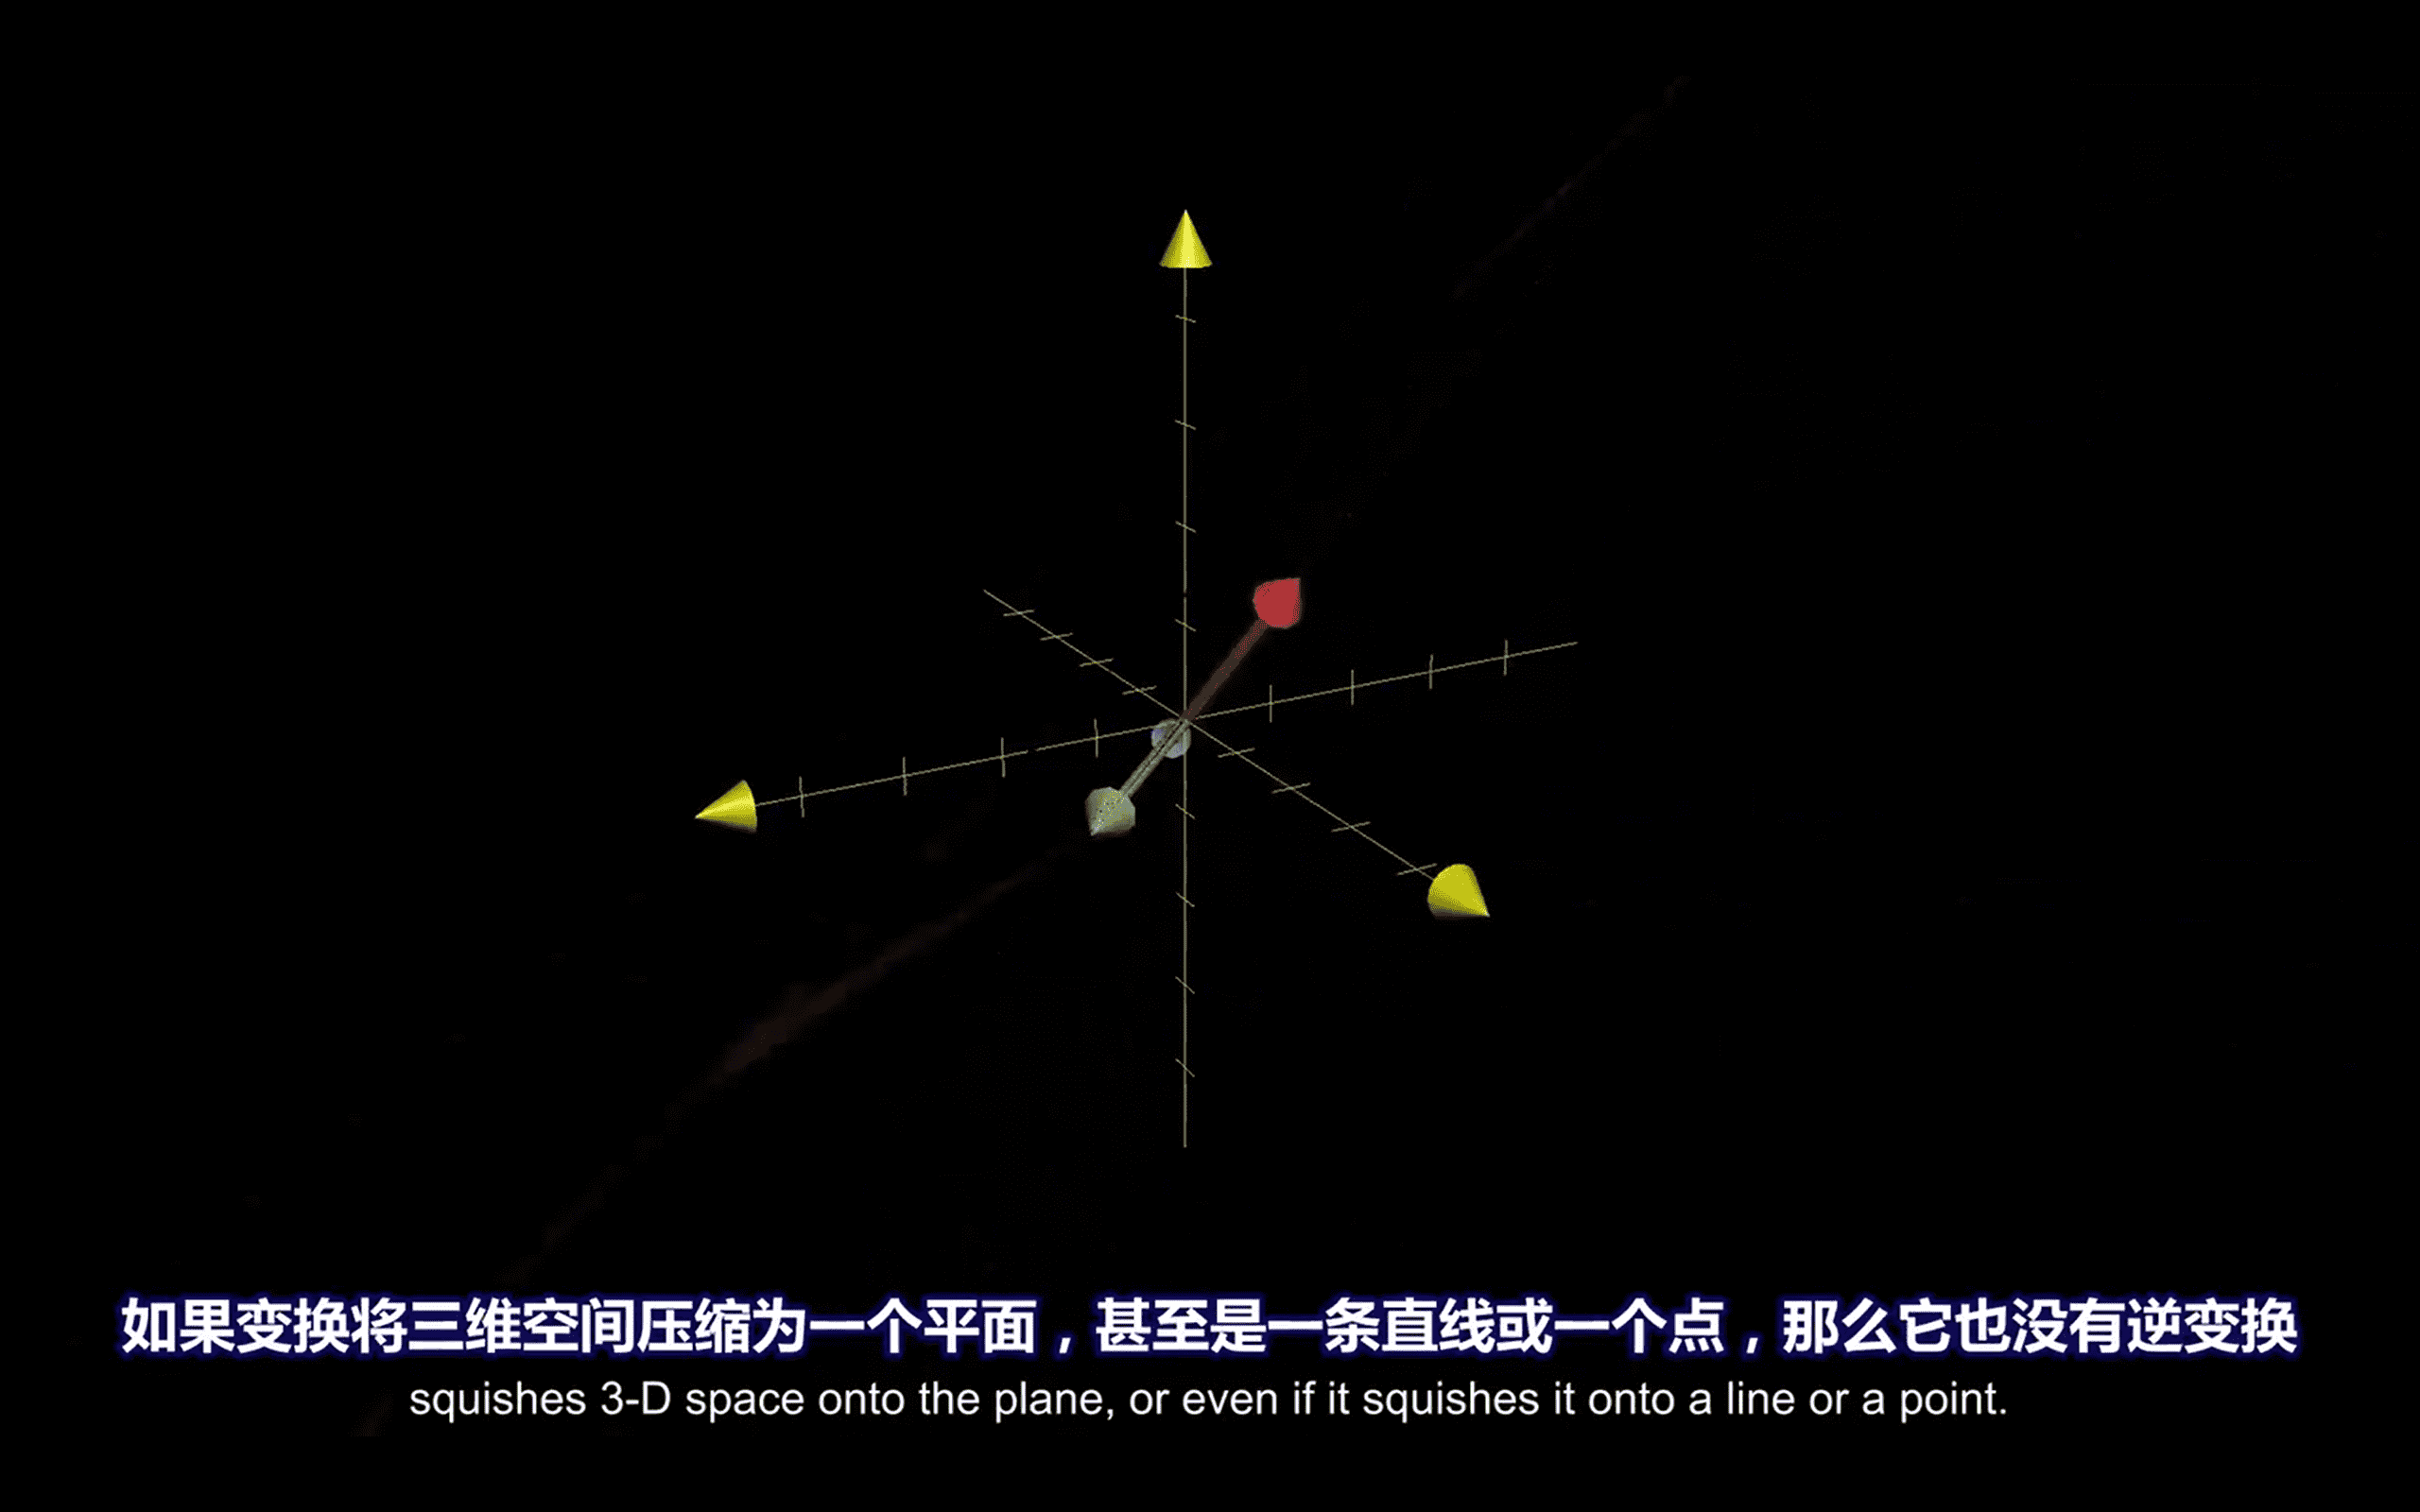 如果变换将三维空间压缩为一个平面，甚至是一条直线或一个点，那么它也没有逆变换
squishes 3-D space onto the plane, or even if it squishes it onto a line or a point.